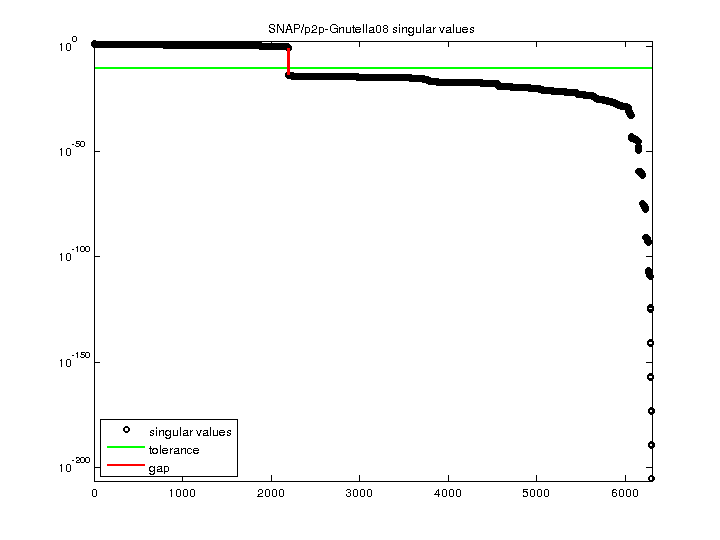 SNAP/p2p-Gnutella08 singular values
10^0
10^-50
10^-100
10^-150
10^-200
singular values
tolerance
gap
0 1000 2000 3000 4000 5000 6000